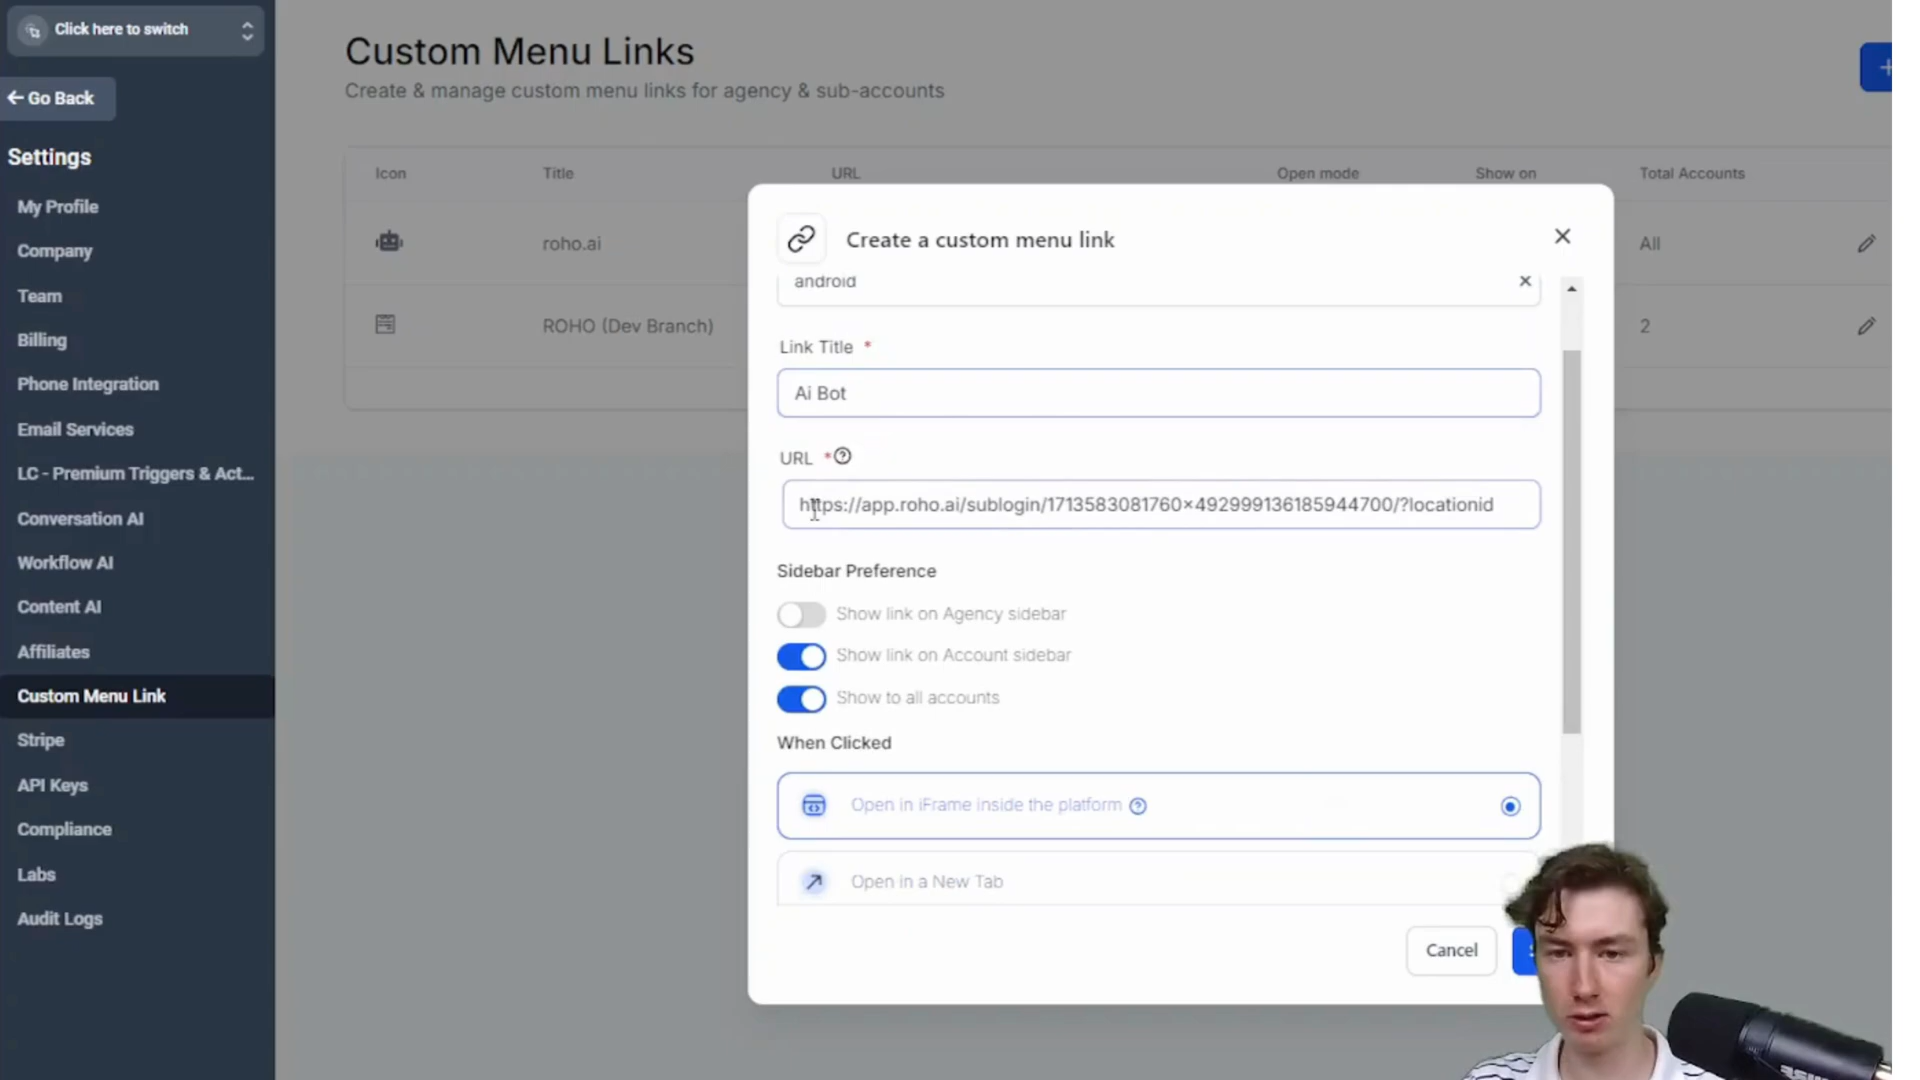 Click here to switch
Go Back
Settings
My Profile
Company
Team
Billing
Phone Integration
Email Services
LC - Premium Triggers & Act...
Conversation AI
Workflow AI
Content AI
Affiliates
Custom Menu Link
Stripe
API Keys
Compliance
Labs
Audit Logs
Custom Menu Links
Create & manage custom menu links for agency & sub-accounts
Icon Title URL Open mode Show on Total Accounts
roho.ai All
ROHO (Dev Branch) 2
Create a custom menu link
android
Link Title *
Ai Bot
URL *
https://app.roho.ai/sublogin/1713583081760×492999136185944700/?locationid
Sidebar Preference
Show link on Agency sidebar
Show link on Account sidebar
Show to all accounts
When Clicked
Open in iFrame inside the platform
Open in a New Tab
Cancel